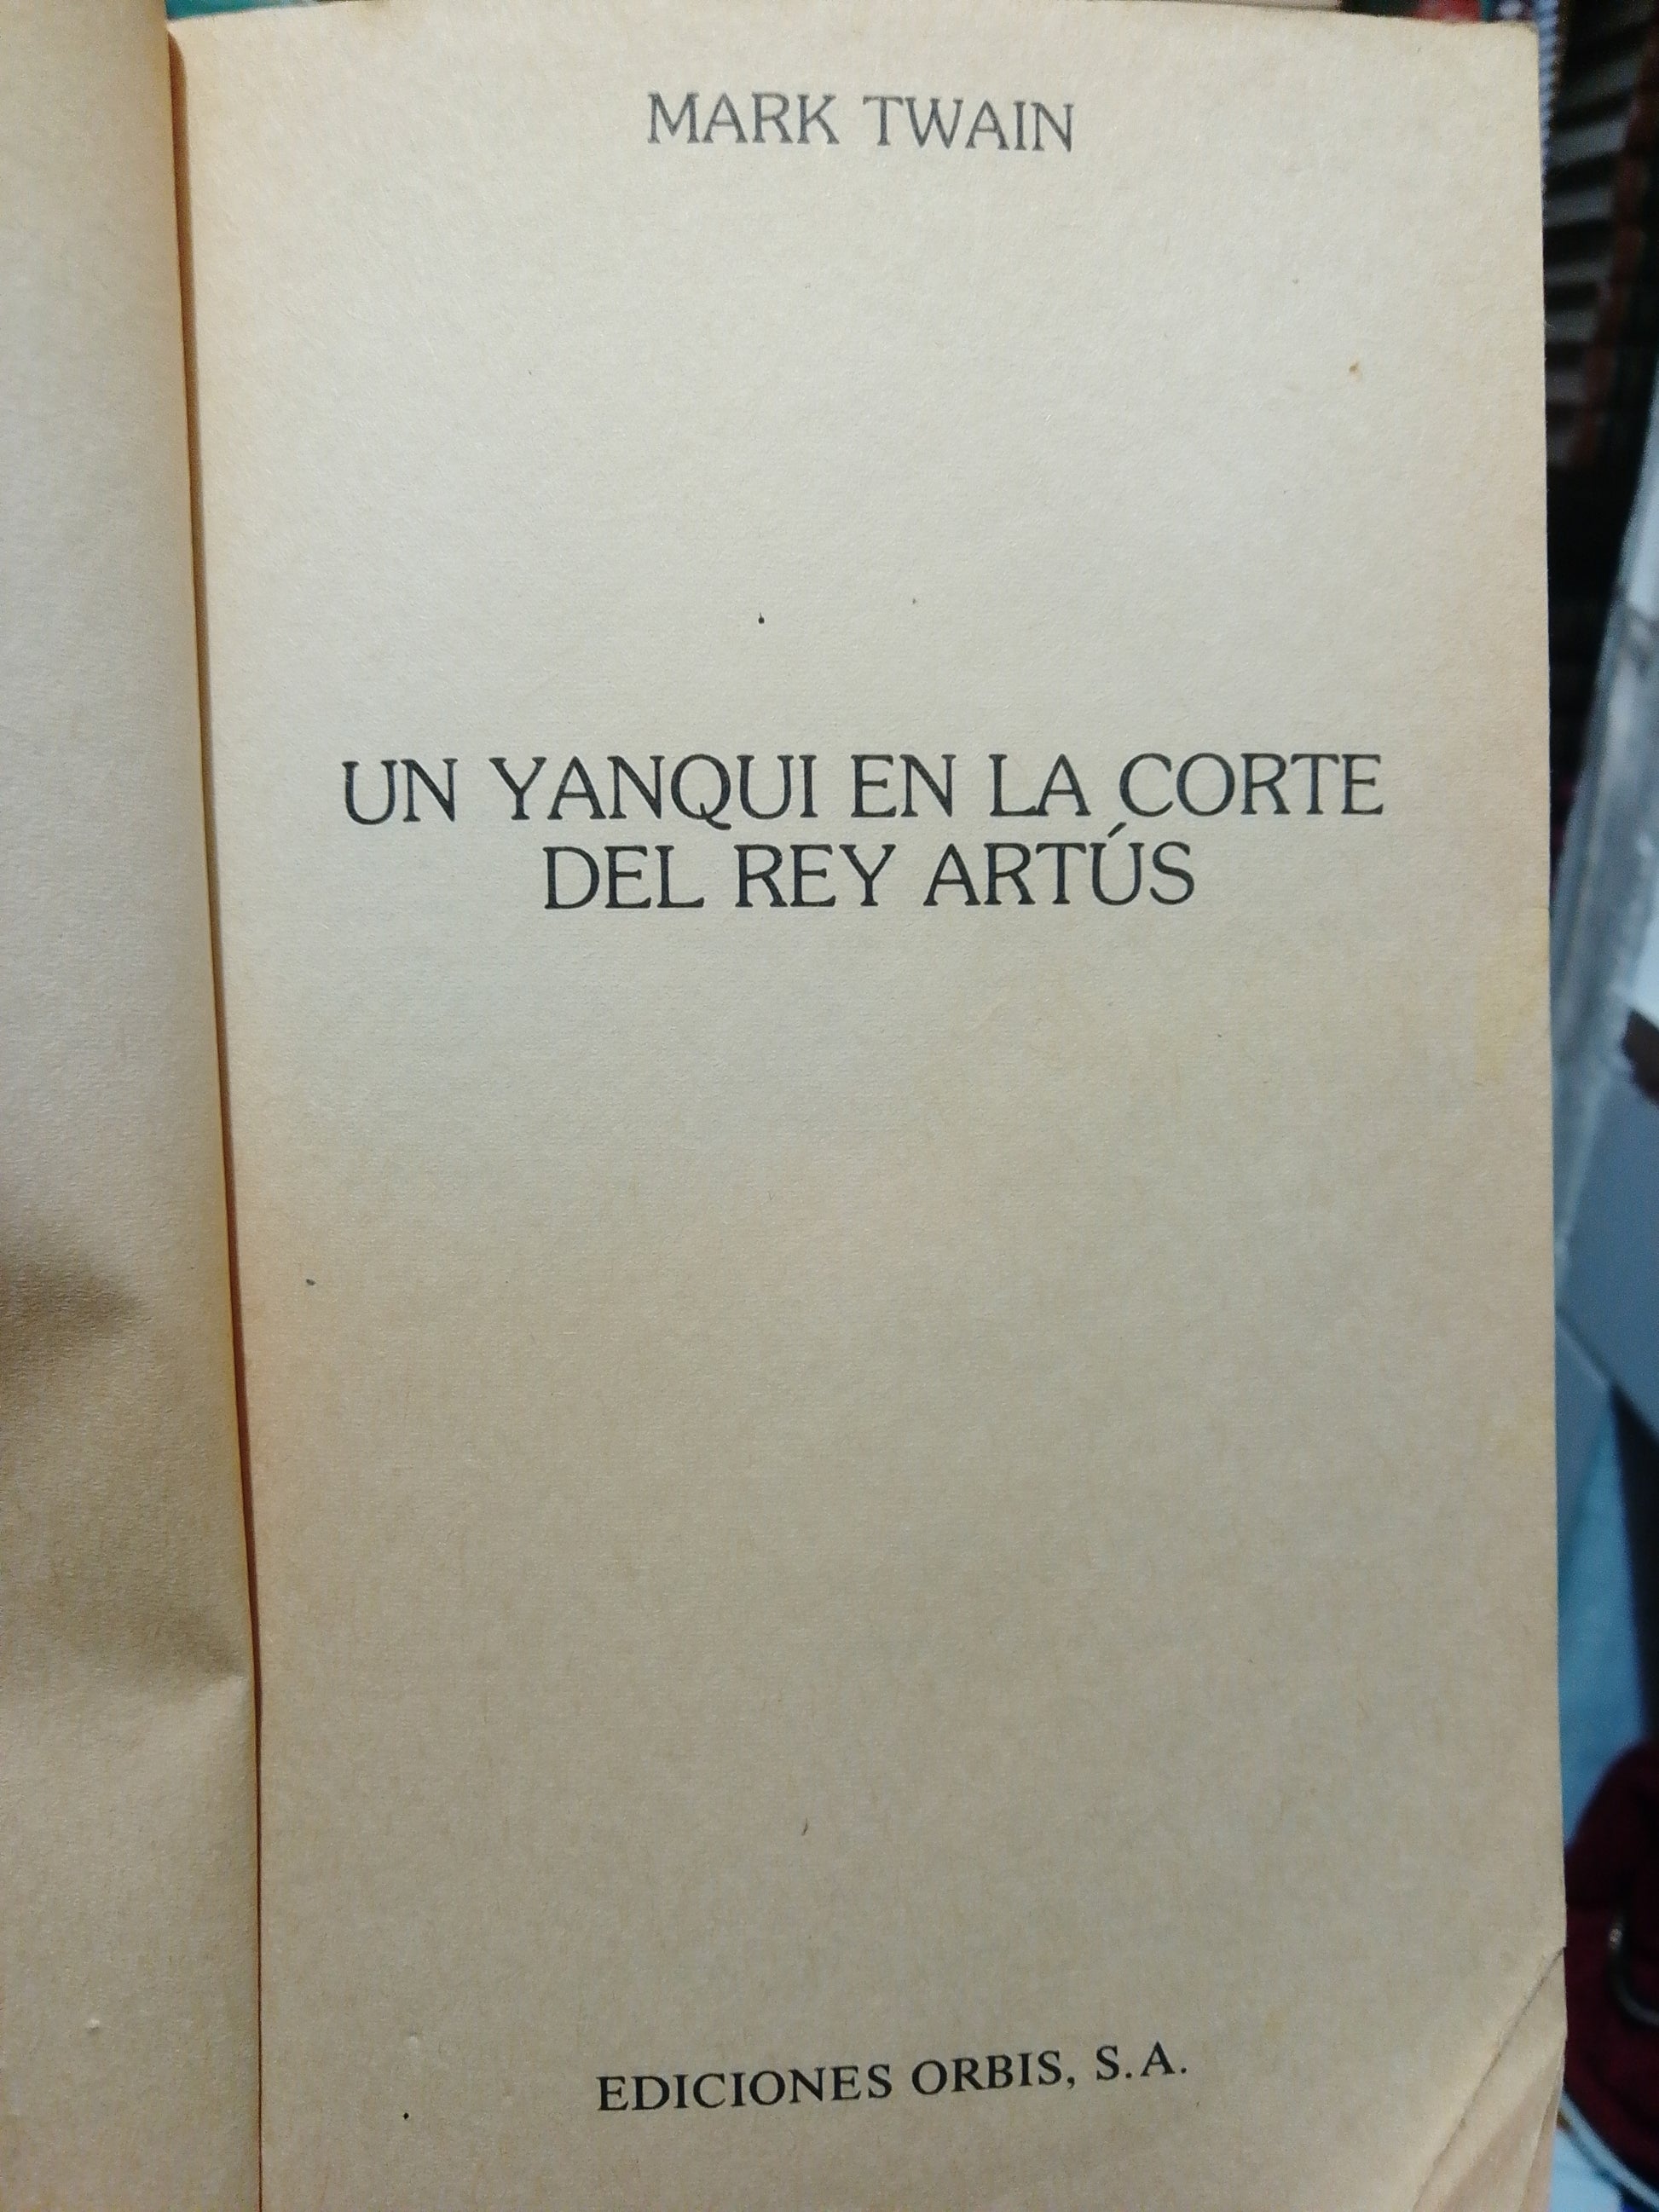 MARK TWAIN
UN YANQUI EN LA CORTE
DEL REY ARTÚS
EDICIONES ORBIS, S.A.